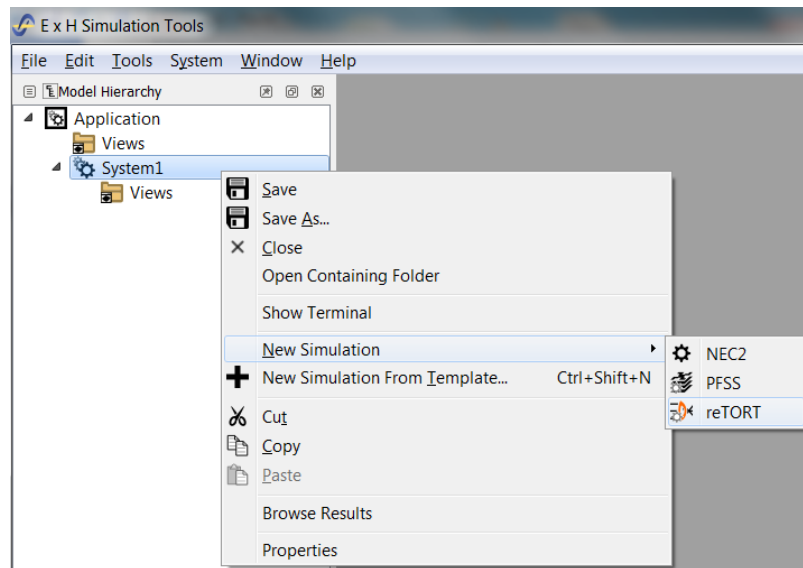 E x H Simulation Tools
File Edit Tools System Window Help
Model Hierarchy
Application
Views
System1
Views
Save
Save As...
Close
Open Containing Folder
Show Terminal
New Simulation
New Simulation From Template... Ctrl+Shift+N
Cut
Copy
Paste
Browse Results
Properties
NEC2
PFSS
reTORT